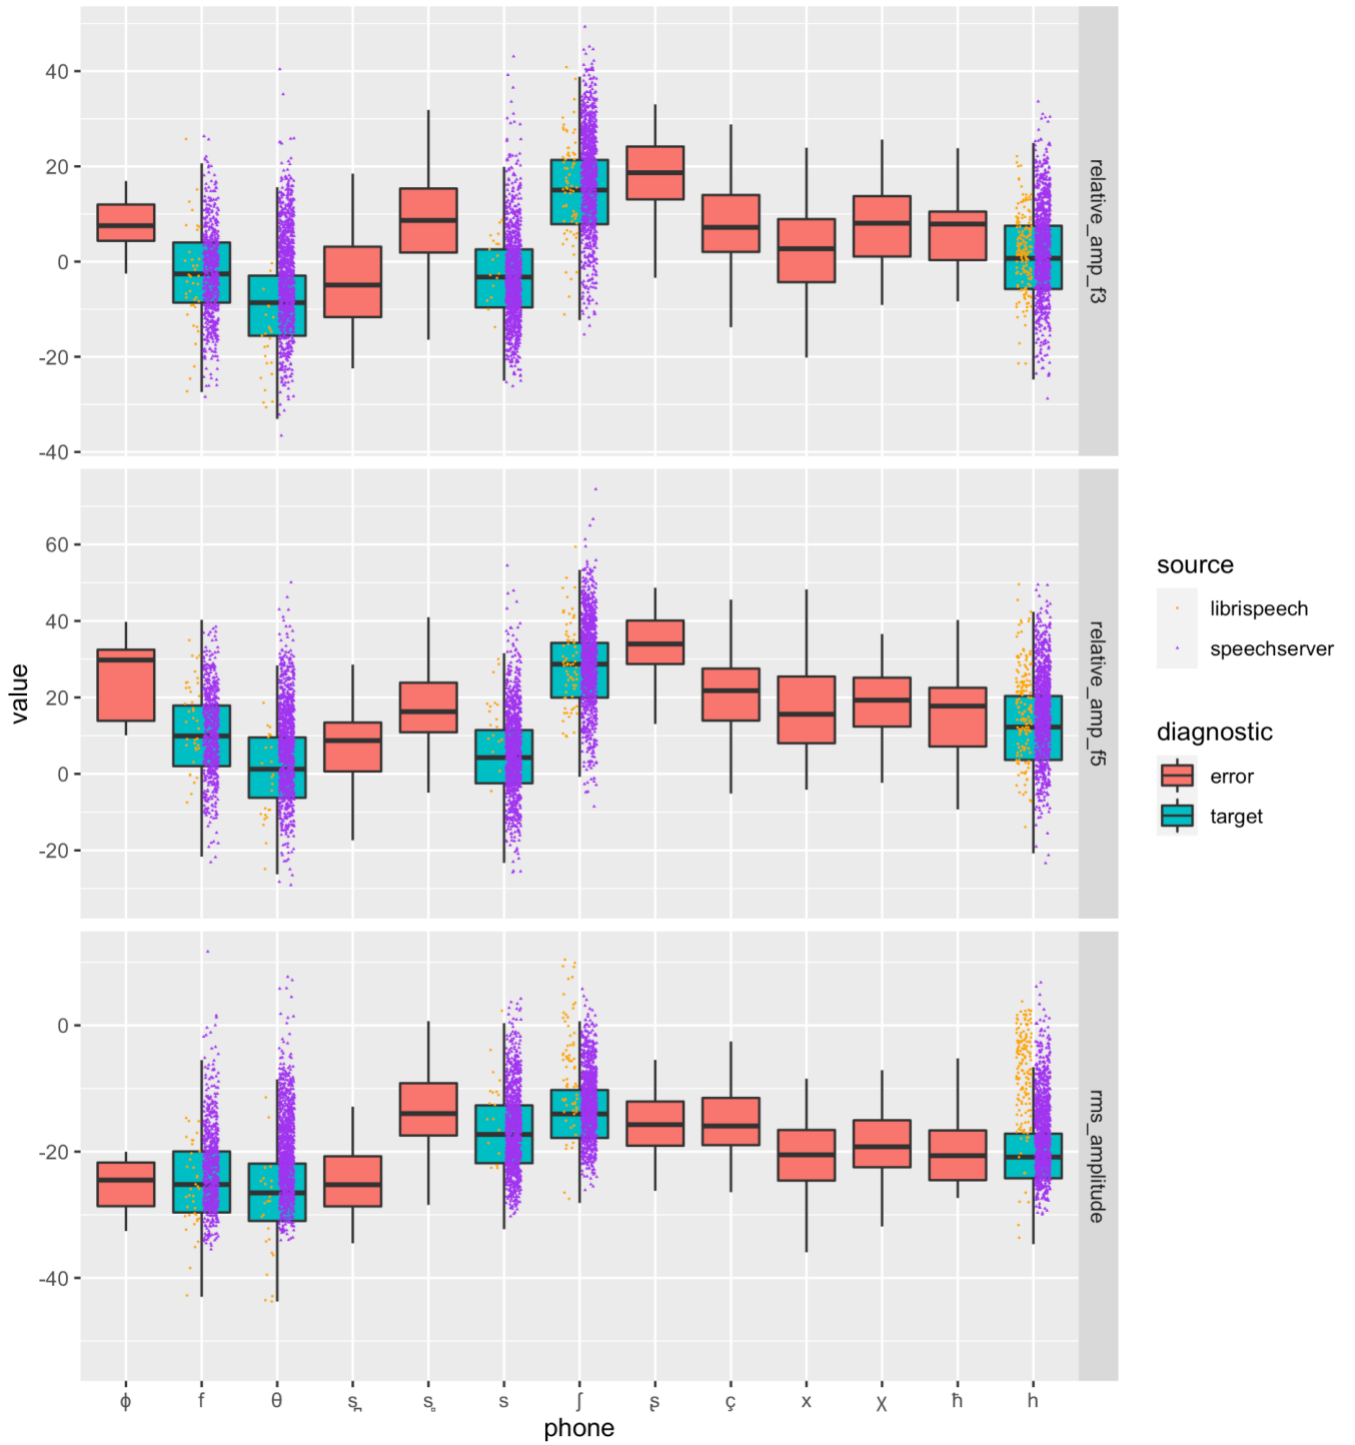 40
20
0
-20
-40
relative_amp_f3
60
40
20
0
-20
relative_amp_f5
0
-20
-40
rms_amplitude
value
ɸ f θ s̪ s̥ s ʃ ʂ ç x χ ħ h
phone
source
librispeech
speechserver
diagnostic
error
target